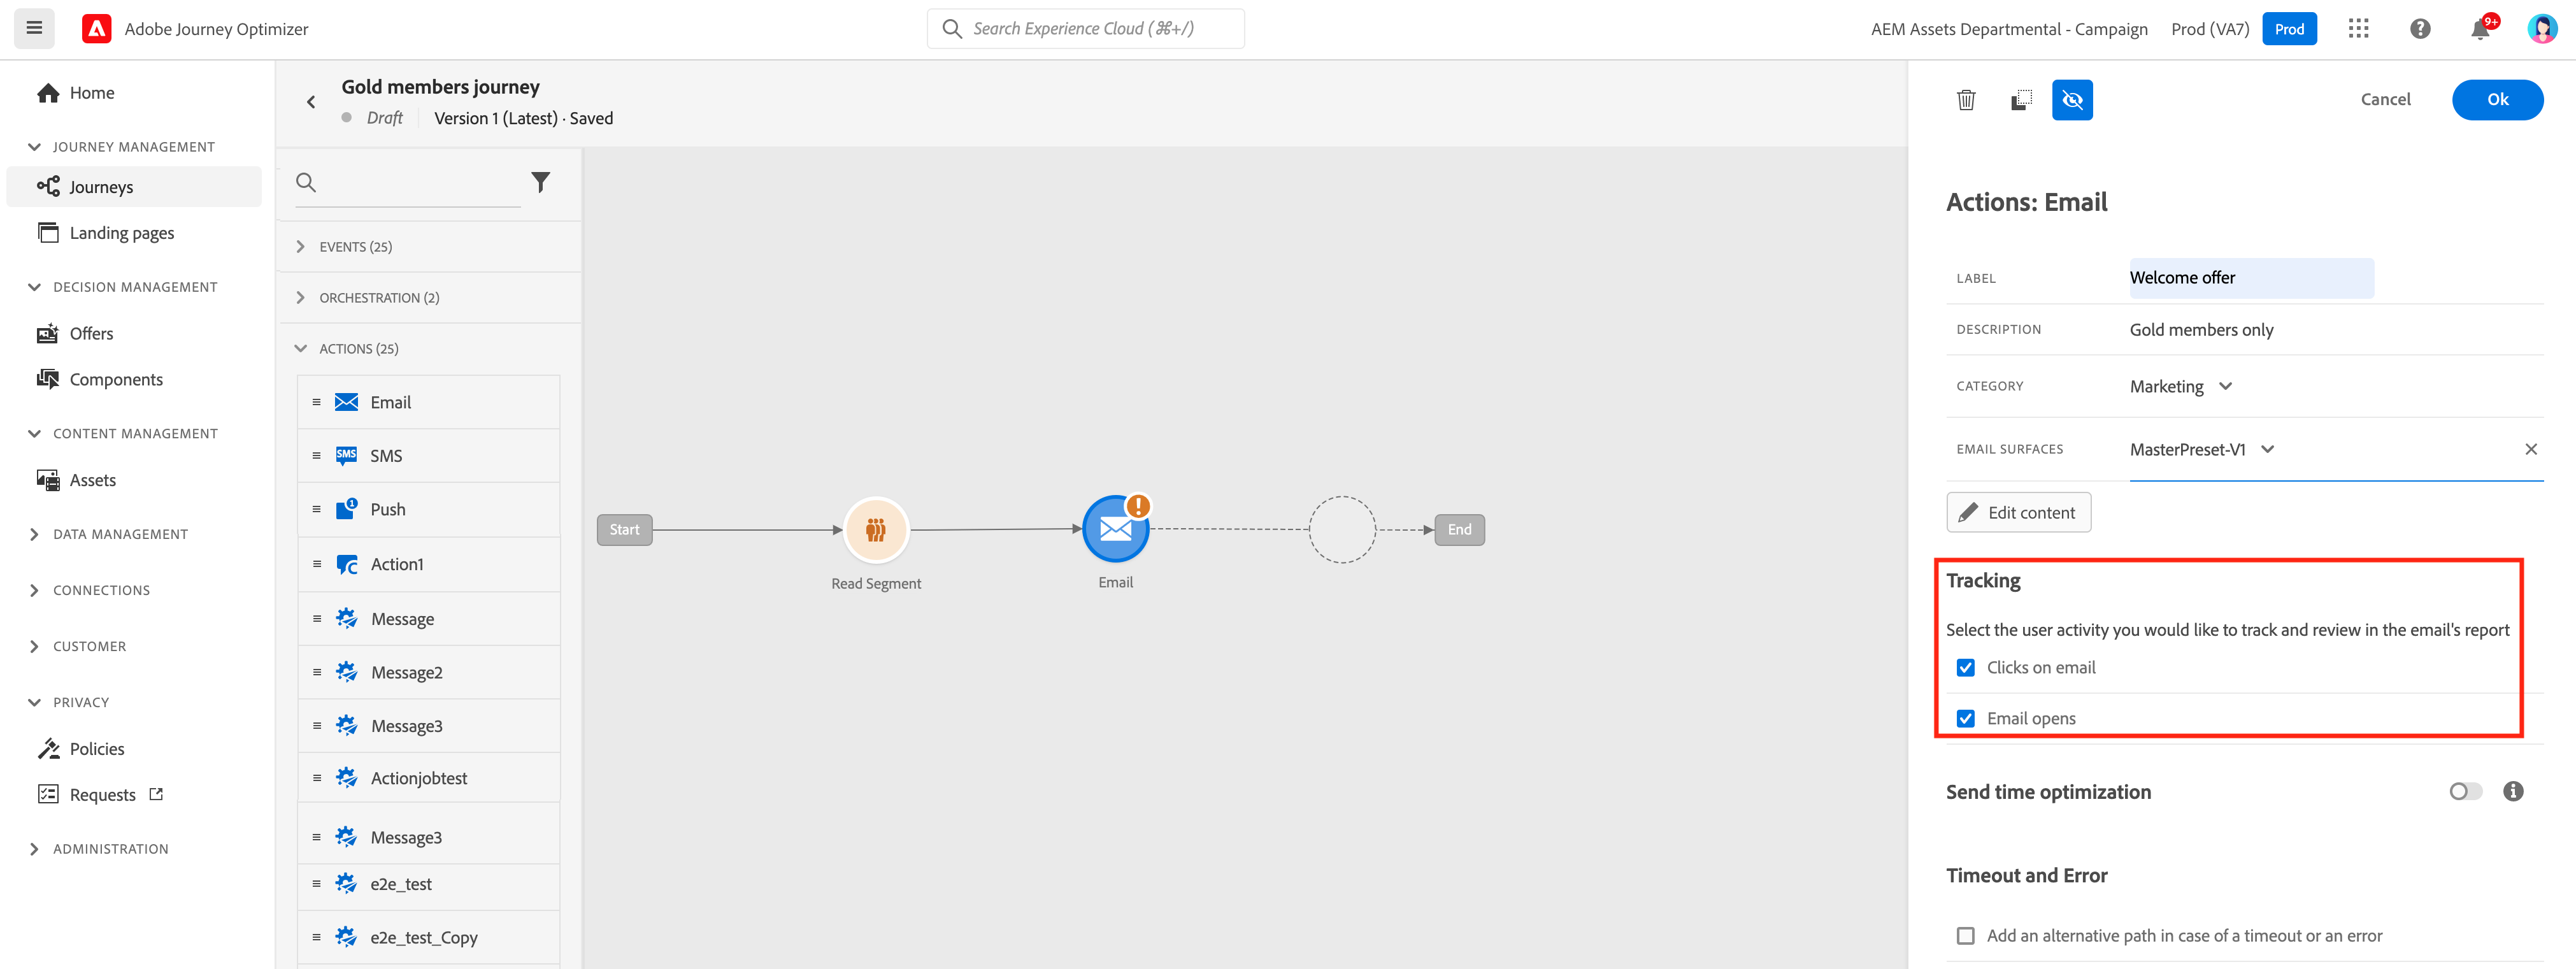 Adobe Journey Optimizer
Search Experience Cloud (⌘+/)
AEM Assets Departmental - Campaign
Prod (VA7)
Prod
9+
Home
JOURNEY MANAGEMENT
Journeys
Landing pages
DECISION MANAGEMENT
Offers
Components
CONTENT MANAGEMENT
Assets
DATA MANAGEMENT
CONNECTIONS
CUSTOMER
PRIVACY
Policies
Requests
ADMINISTRATION
Gold members journey
Draft
Version 1 (Latest) · Saved
EVENTS (25)
ORCHESTRATION (2)
ACTIONS (25)
Email
SMS
SMS
1
Push
Action1
Message
Message2
Message3
Actionjobtest
Message3
e2e_test
e2e_test_Copy
Start
Read Segment
Email
End
Cancel
Ok
Actions: Email
LABEL
Welcome offer
DESCRIPTION
Gold members only
CATEGORY
Marketing
EMAIL SURFACES
MasterPreset-V1
Edit content
Tracking
Select the user activity you would like to track and review in the email's report
Clicks on email
Email opens
Send time optimization
Timeout and Error
Add an alternative path in case of a timeout or an error